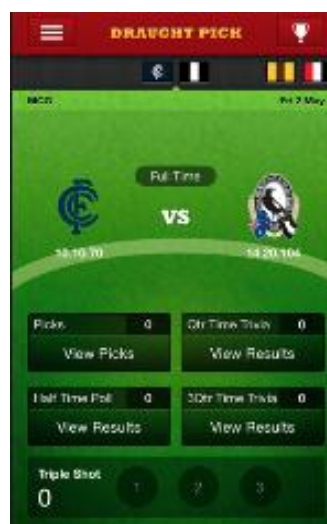 DRAUGHT PICK
MCG Fri 2 May
Full Time
VS
10.10.70 14.20.104
Picks 0 Qtr Time Trivia 0
View Picks View Results
Half Time Poll 0 3Qtr Time Trivia 0
View Results View Results
Triple Shot
0 1 2 3